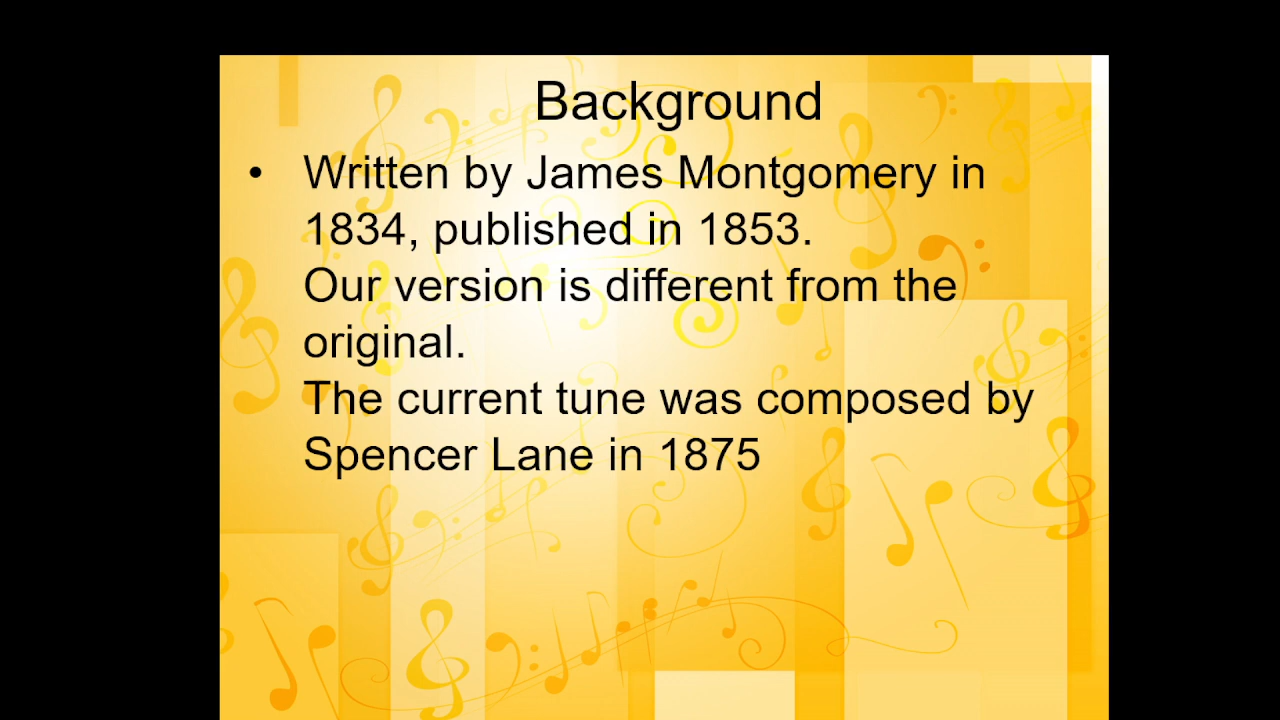 Background
• Written by James Montgomery in
1834, published in 1853.
Our version is different from the
original.
The current tune was composed by
Spencer Lane in 1875